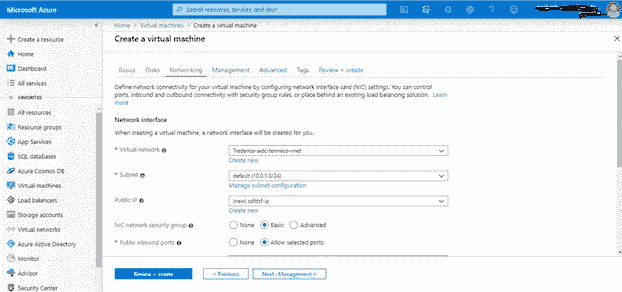 Microsoft Azure
Search resources, services, and docs
Create a resource
Home
Dashboard
All services
FAVORITES
All resources
Resource groups
App Services
SQL databases
Azure Cosmos DB
Virtual machines
Load balancers
Storage accounts
Virtual networks
Azure Active Directory
Monitor
Advisor
Security Center
Home > Virtual machines > Create a virtual machine
Create a virtual machine
Basics Disks Networking Management Advanced Tags Review + create
Define network connectivity for your virtual machine by configuring network interface card (NIC) settings. You can control
ports, inbound and outbound connectivity with security group rules, or place behind an existing load balancing solution. Learn
more
Network interface
When creating a virtual machine, a network interface will be created for you.
* Virtual network
Create new
* Subnet
default (10.0.1.0/24)
Manage subnet configuration
Public IP
(new) sdfdsf-ip
Create new
NIC network security group None Basic Advanced
* Public inbound ports None Allow selected ports
Review + create < Previous Next : Management >